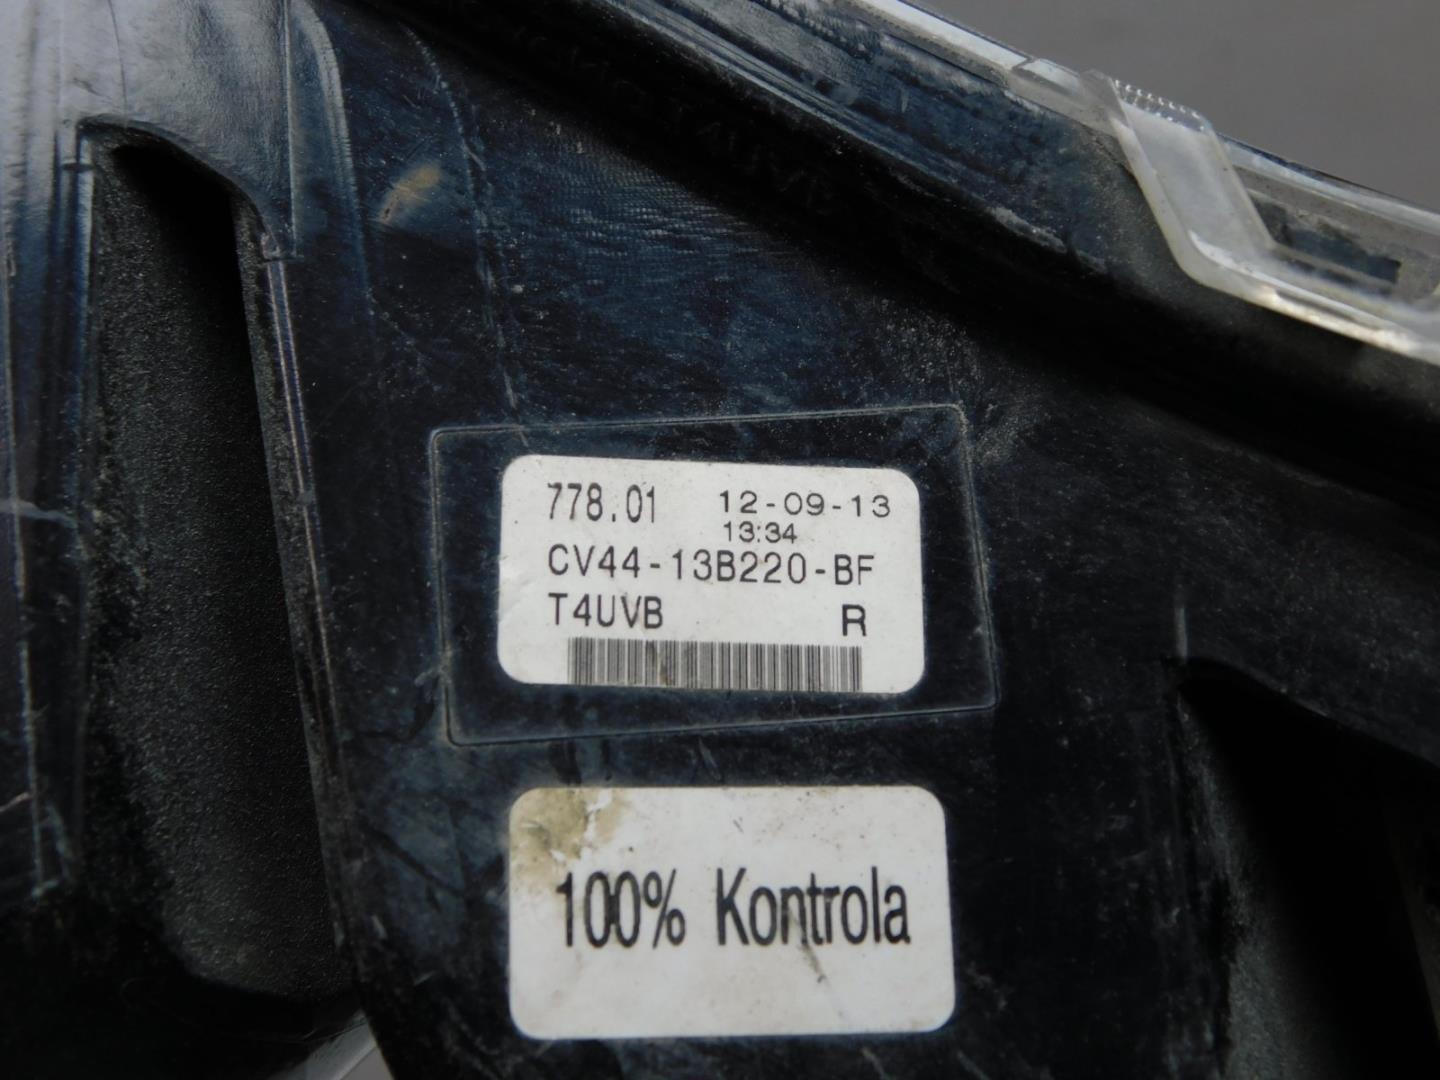 778.01 12-09-13
13:34
CV44-13B220-BF
T4UVB R
100% Kontrola